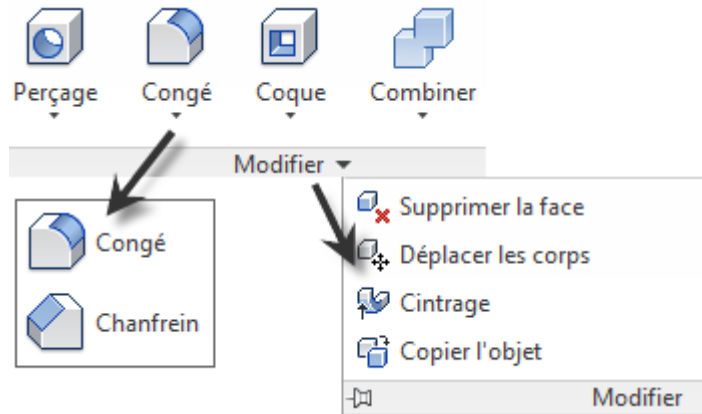 Perçage Congé Coque Combiner
Modifier
Congé
Chanfrein
Supprimer la face
Déplacer les corps
Cintrage
Copier l'objet
Modifier